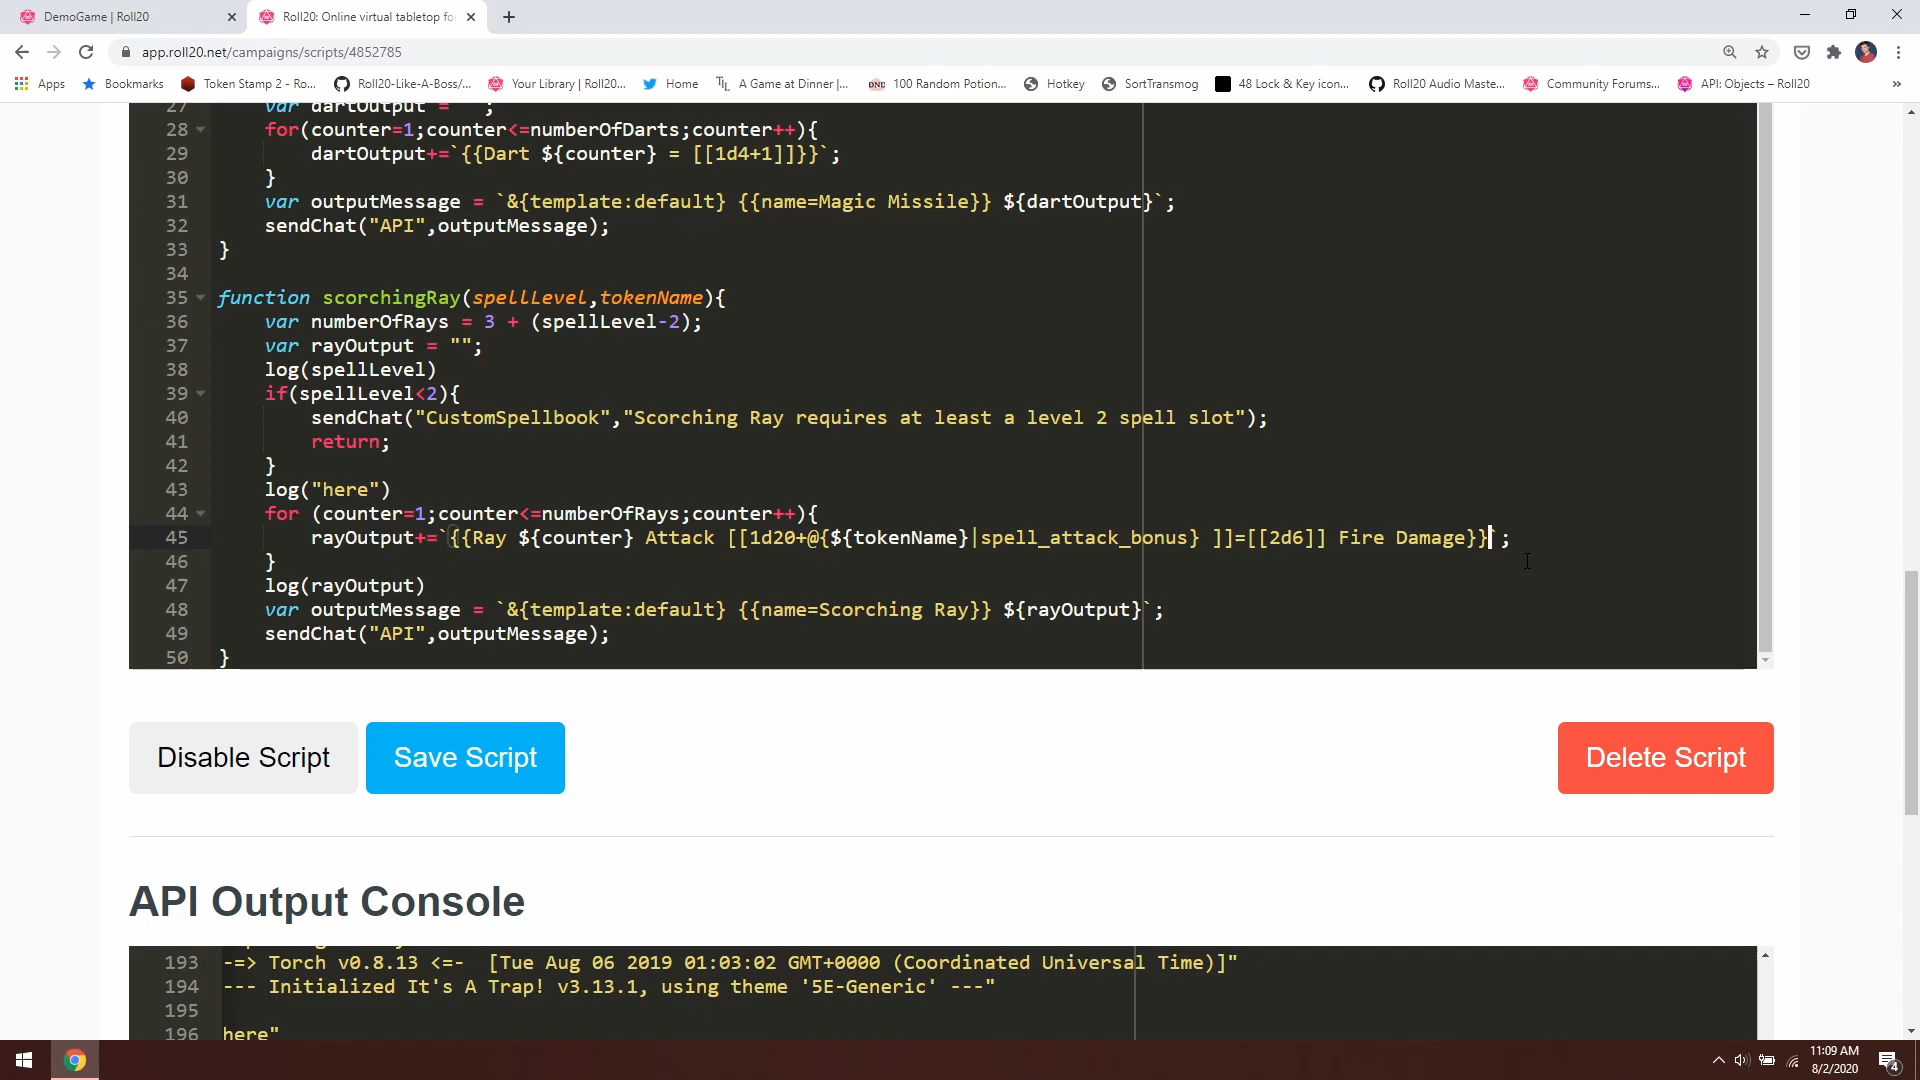 DemoGame | Roll20
Roll20: Online virtual tabletop fo
app.roll20.net/campaigns/scripts/4852785
Apps Bookmarks Token Stamp 2 - Ro... Roll20-Like-A-Boss/... Your Library | Roll20... Home A Game at Dinner |... 100 Random Potion... Hotkey SortTransmog 48 Lock & Key icon... Roll20 Audio Maste... Community Forums... API: Objects – Roll20 »
27 var dartOutput = "";
28 for(counter=1;counter<=numberOfDarts;counter++){
29 dartOutput+=`{{Dart ${counter} = [[1d4+1]]}}`;
30 }
31 var outputMessage = `&{template:default} {{name=Magic Missile}} ${dartOutput}`;
32 sendChat("API",outputMessage);
33 }
34
35 function scorchingRay(spellLevel,tokenName){
36 var numberOfRays = 3 + (spellLevel-2);
37 var rayOutput = "";
38 log(spellLevel)
39 if(spellLevel<2){
40 sendChat("CustomSpellbook","Scorching Ray requires at least a level 2 spell slot");
41 return;
42 }
43 log("here")
44 for (counter=1;counter<=numberOfRays;counter++){
45 rayOutput+=`{{Ray ${counter} Attack [[1d20+@{${tokenName}|spell_attack_bonus} ]]=[[2d6]] Fire Damage}}`;
46 }
47 log(rayOutput)
48 var outputMessage = `&{template:default} {{name=Scorching Ray}} ${rayOutput}`;
49 sendChat("API",outputMessage);
50 }
Disable Script Save Script Delete Script
API Output Console
193 -=> Torch v0.8.13 <=- [Tue Aug 06 2019 01:03:02 GMT+0000 (Coordinated Universal Time)]"
194 --- Initialized It's A Trap! v3.13.1, using theme '5E-Generic' ---"
195
196 here"
11:09 AM
8/2/2020
4